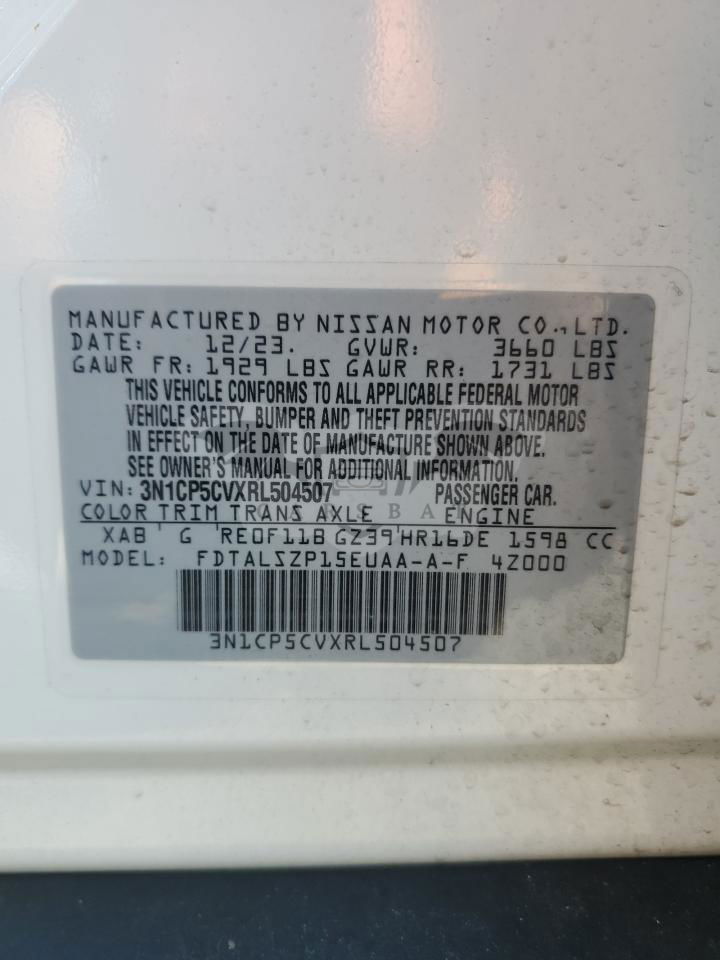 MANUFACTURED BY NISSAN MOTOR CO.,LTD.
DATE: 12/23. GVWR: 3660 LBS
GAWR FR: 1929 LBS GAWR RR: 1731 LBS
THIS VEHICLE CONFORMS TO ALL APPLICABLE FEDERAL MOTOR
VEHICLE SAFETY, BUMPER AND THEFT PREVENTION STANDARDS
IN EFFECT ON THE DATE OF MANUFACTURE SHOWN ABOVE.
SEE OWNER'S MANUAL FOR ADDITIONAL INFORMATION.
VIN: 3N1CP5CVXRL504507 PASSENGER CAR.
CARSBAR
COLOR TRIM TRANS AXLE ENGINE
XAB G RE0F11B GZ39 HR16DE 1598 CC
MODEL: FDTALSZP15EUAA-A-F 4Z000
3N1CP5CVXRL504507